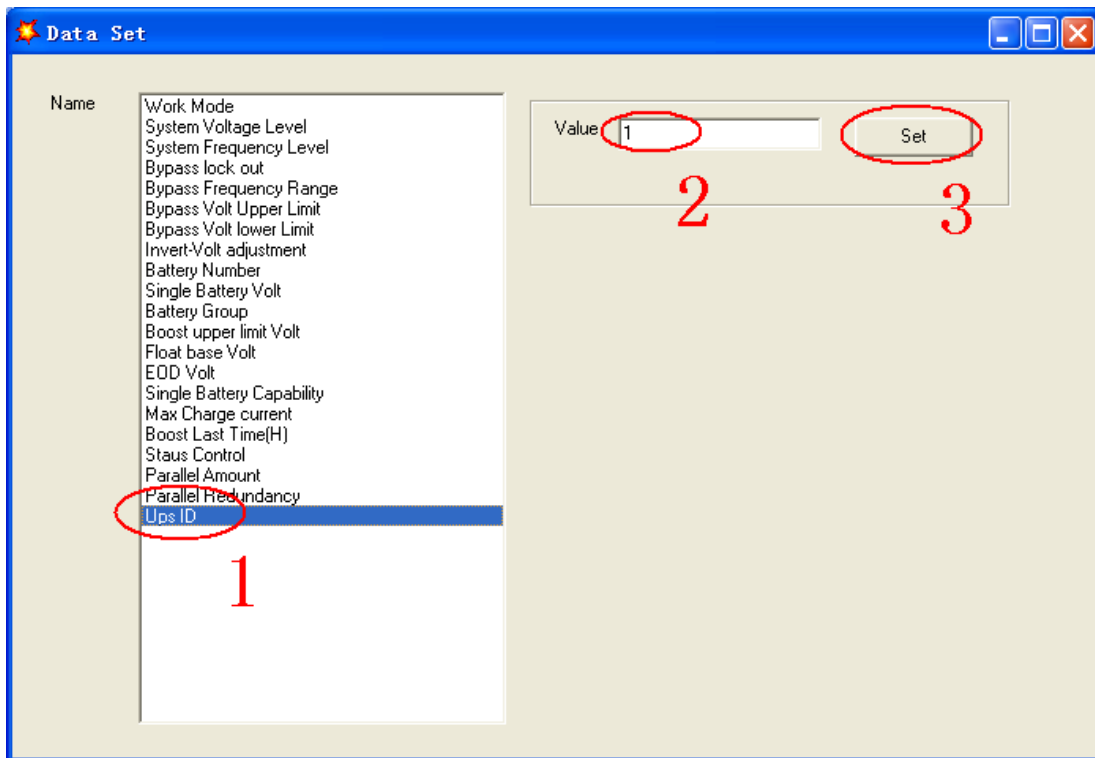 Data Set
Name
Work Mode
System Voltage Level
System Frequency Level
Bypass lock out
Bypass Frequency Range
Bypass Volt Upper Limit
Bypass Volt lower Limit
Invert-Volt adjustment
Battery Number
Single Battery Volt
Battery Group
Boost upper limit Volt
Float base Volt
EOD Volt
Single Battery Capability
Max Charge current
Boost Last Time(H)
Staus Control
Parallel Amount
Parallel Redundancy
Ups ID
1
Value 1
Set
2
3